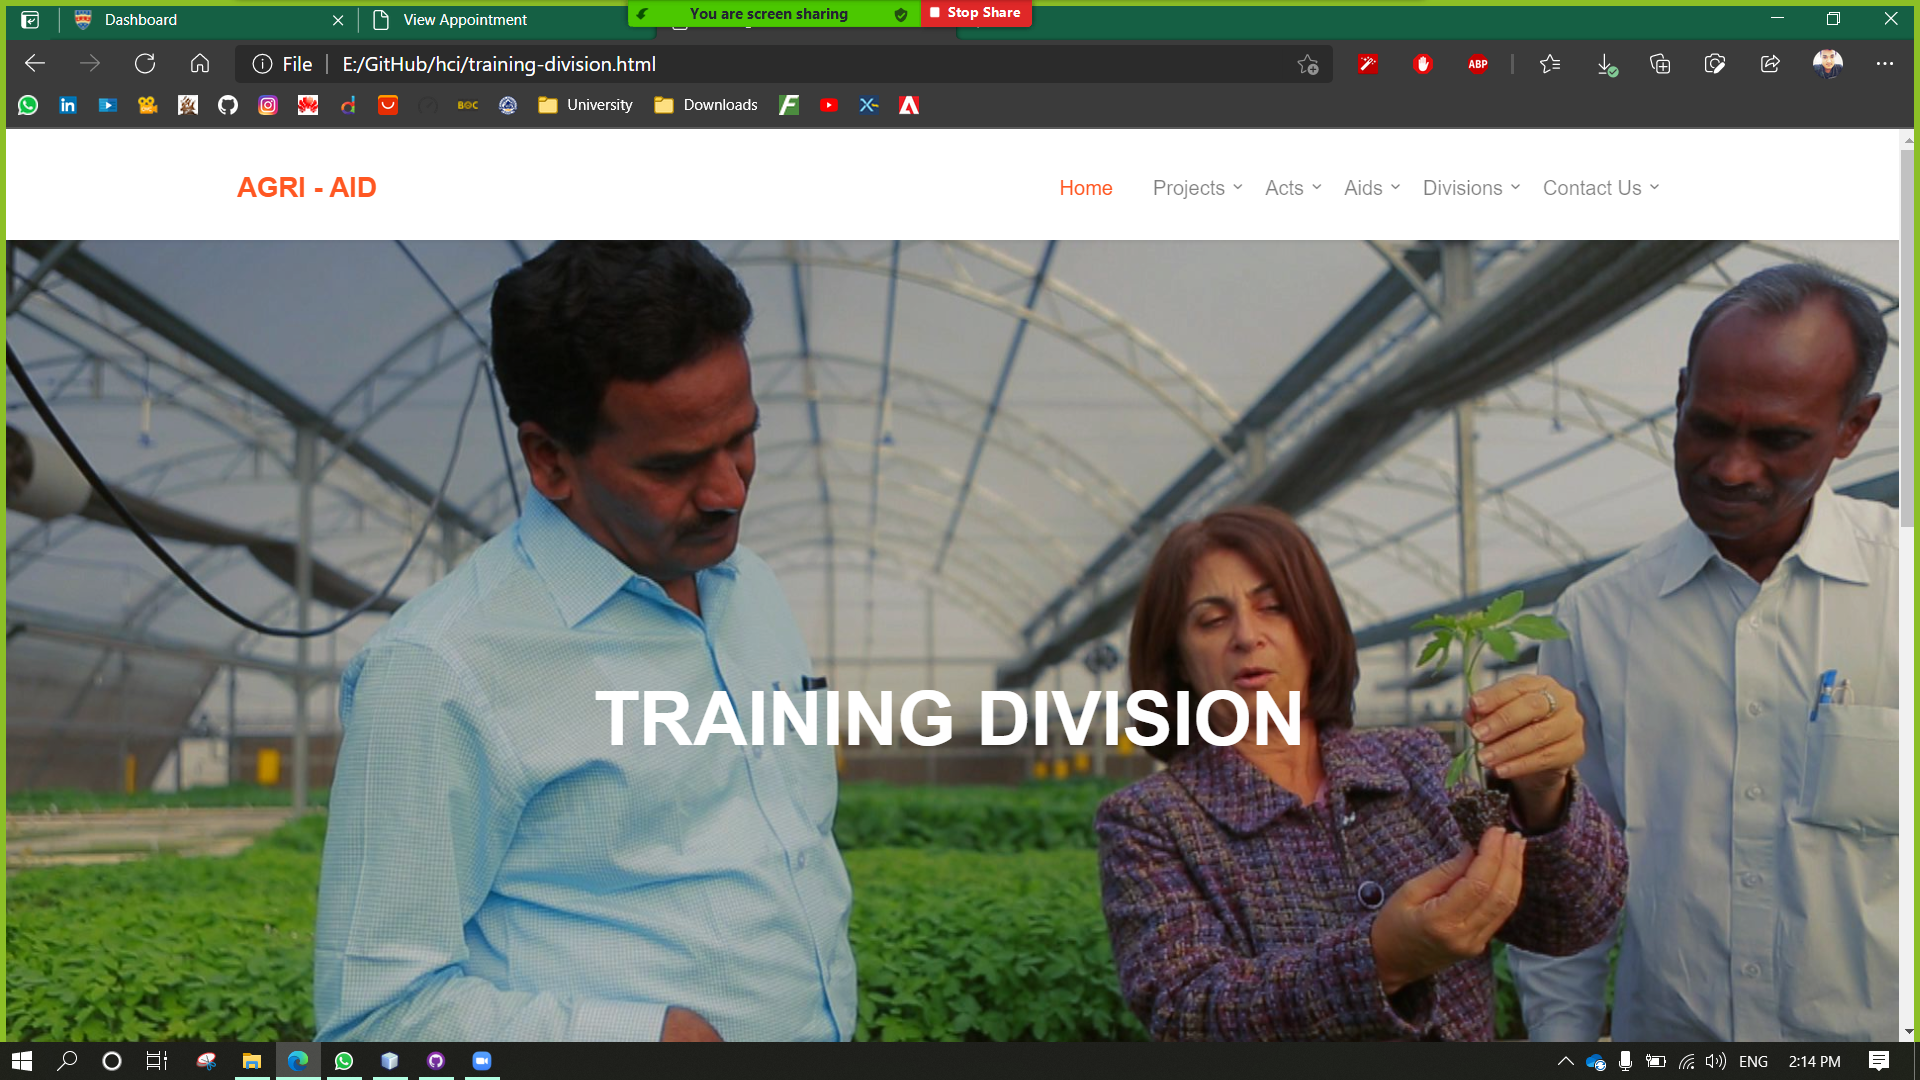 Dashboard
View Appointment
You are screen sharing
Stop Share
File
E:/GitHub/hci/training-division.html
ABP
BOC
University
Downloads
AGRI - AID
Home
Projects
Acts
Aids
Divisions
Contact Us
TRAINING DIVISION
ENG
2:14 PM